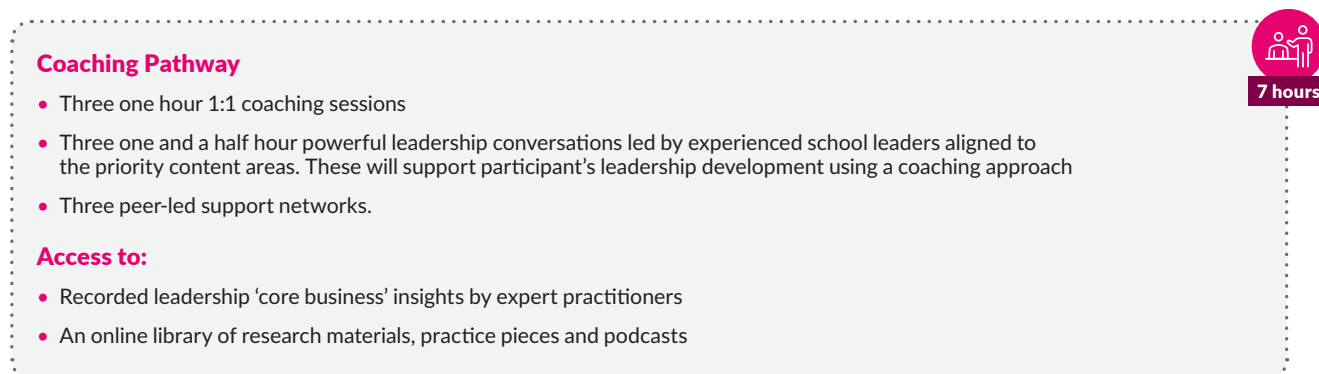 Coaching Pathway
7 hours
• Three one hour 1:1 coaching sessions
• Three one and a half hour powerful leadership conversations led by experienced school leaders aligned to
the priority content areas. These will support participant's leadership development using a coaching approach
• Three peer-led support networks.
Access to:
• Recorded leadership ‘core business’ insights by expert practitioners
• An online library of research materials, practice pieces and podcasts